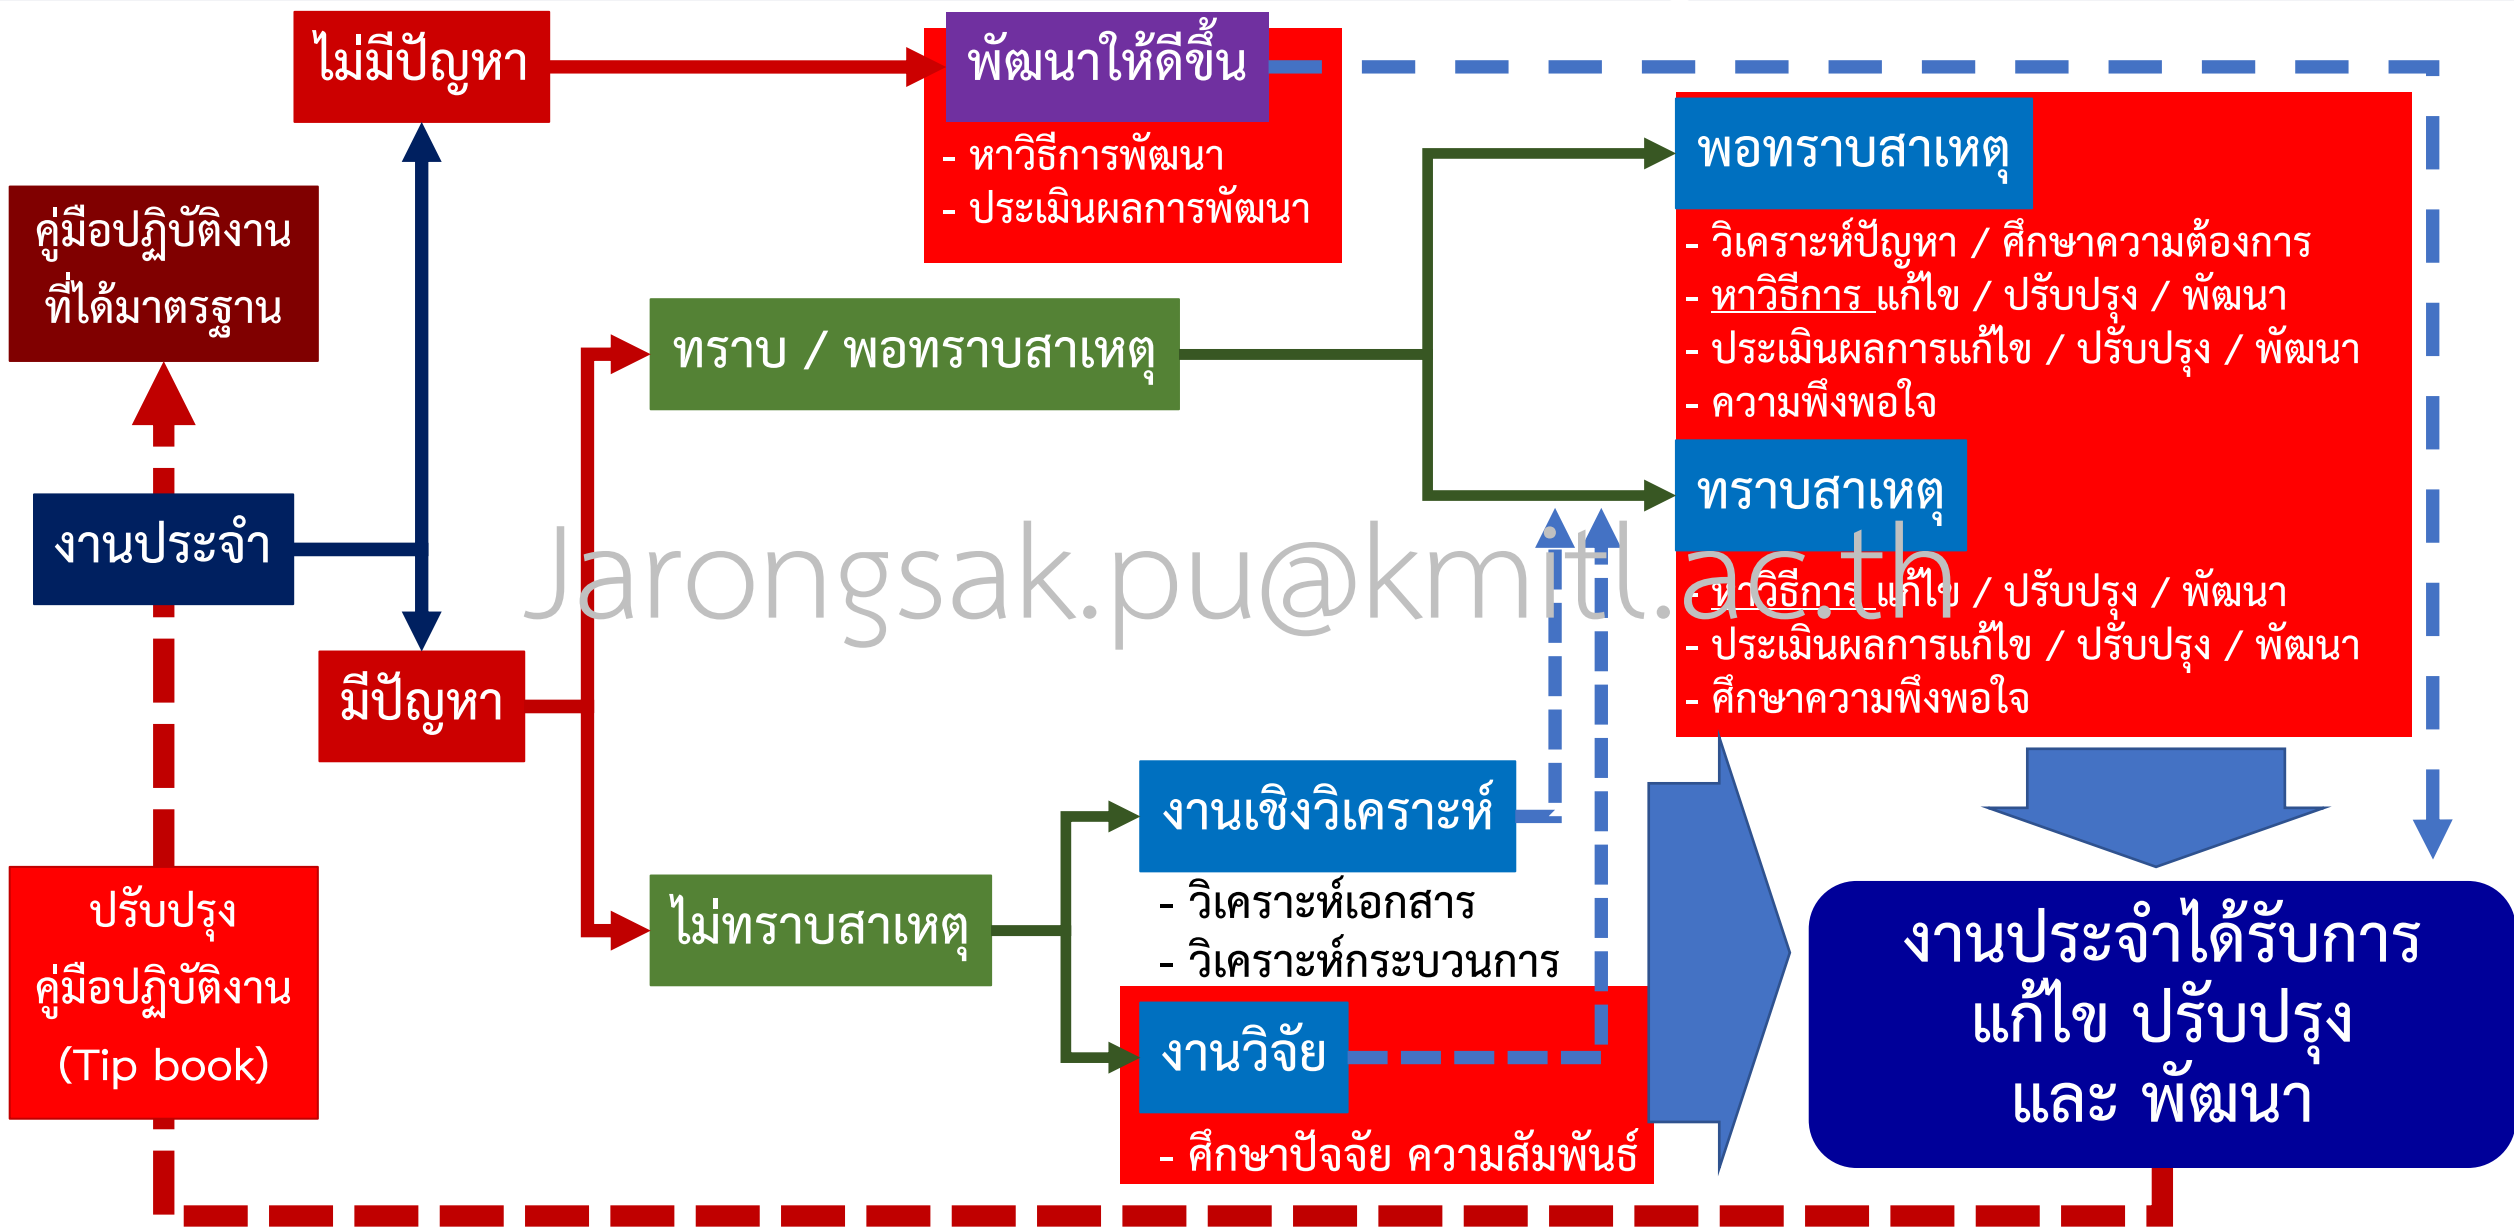 ไม่มีปัญหา
พัฒนาให้ดีขึ้น
- หาวิธีการพัฒนา
- ประเมินผลการพัฒนา
คู่มือปฏิบัติงาน
ที่ได้มาตรฐาน
งานประจำ
มีปัญหา
ทราบ / พอทราบสาเหตุ
พอทราบสาเหตุ
- วิเคราะห์ปัญหา / ศึกษาความต้องการ
- หาวิธีการ แก้ไข / ปรับปรุง / พัฒนา
- ประเมินผลการแก้ไข / ปรับปรุง / พัฒนา
- ความพึงพอใจ
ทราบสาเหตุ
- หาวิธีการ แก้ไข / ปรับปรุง / พัฒนา
- ประเมินผลการแก้ไข / ปรับปรุง / พัฒนา
- ศึกษาความพึงพอใจ
Jarongsak.pu@kmitl.ac.th
ไม่ทราบสาเหตุ
งานเชิงวิเคราะห์
- วิเคราะห์เอกสาร
- วิเคราะห์กระบวนการ
งานวิจัย
- ศึกษาปัจจัย ความสัมพันธ์
งานประจำได้รับการ
แก้ไข ปรับปรุง
และ พัฒนา
ปรับปรุง
คู่มือปฏิบัติงาน
(Tip book)